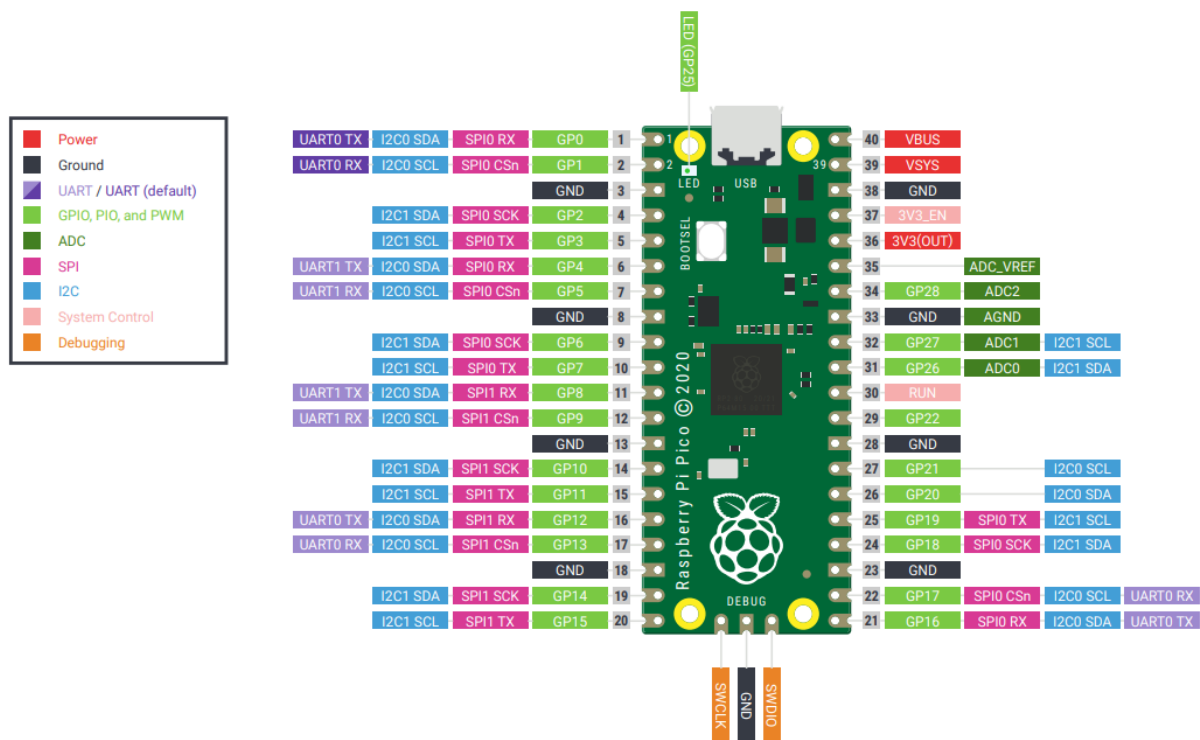 LED (GP25)
Power
Ground
UART / UART (default)
GPIO, PIO, and PWM
ADC
SPI
I2C
System Control
Debugging
UART0 TX I2C0 SDA SPI0 RX GP0 1 1 40 VBUS
UART0 RX I2C0 SCL SPI0 CSn GP1 2 2 39 39 VSYS
GND 3 LED USB 38 GND
I2C1 SDA SPI0 SCK GP2 4 37 3V3_EN
I2C1 SCL SPI0 TX GP3 5 BOOTSEL 36 3V3(OUT)
UART1 TX I2C0 SDA SPI0 RX GP4 6 35 ADC_VREF
UART1 RX I2C0 SCL SPI0 CSn GP5 7 34 GP28 ADC2
GND 8 33 GND AGND
I2C1 SDA SPI0 SCK GP6 9 32 GP27 ADC1 I2C1 SCL
I2C1 SCL SPI0 TX GP7 10 31 GP26 ADC0 I2C1 SDA
UART1 TX I2C0 SDA SPI1 RX GP8 11 30 RUN
UART1 RX I2C0 SCL SPI1 CSn GP9 12 29 GP22
GND 13 28 GND
I2C1 SDA SPI1 SCK GP10 14 27 GP21 I2C0 SCL
I2C1 SCL SPI1 TX GP11 15 26 GP20 I2C0 SDA
UART0 TX I2C0 SDA SPI1 RX GP12 16 25 GP19 SPI0 TX I2C1 SCL
UART0 RX I2C0 SCL SPI1 CSn GP13 17 24 GP18 SPI0 SCK I2C1 SDA
GND 18 23 GND
I2C1 SDA SPI1 SCK GP14 19 22 GP17 SPI0 CSn I2C0 SCL UART0 RX
I2C1 SCL SPI1 TX GP15 20 21 GP16 SPI0 RX I2C0 SDA UART0 TX
Raspberry Pi Pico © 2020
DEBUG
SWCLK
GND
SWDIO